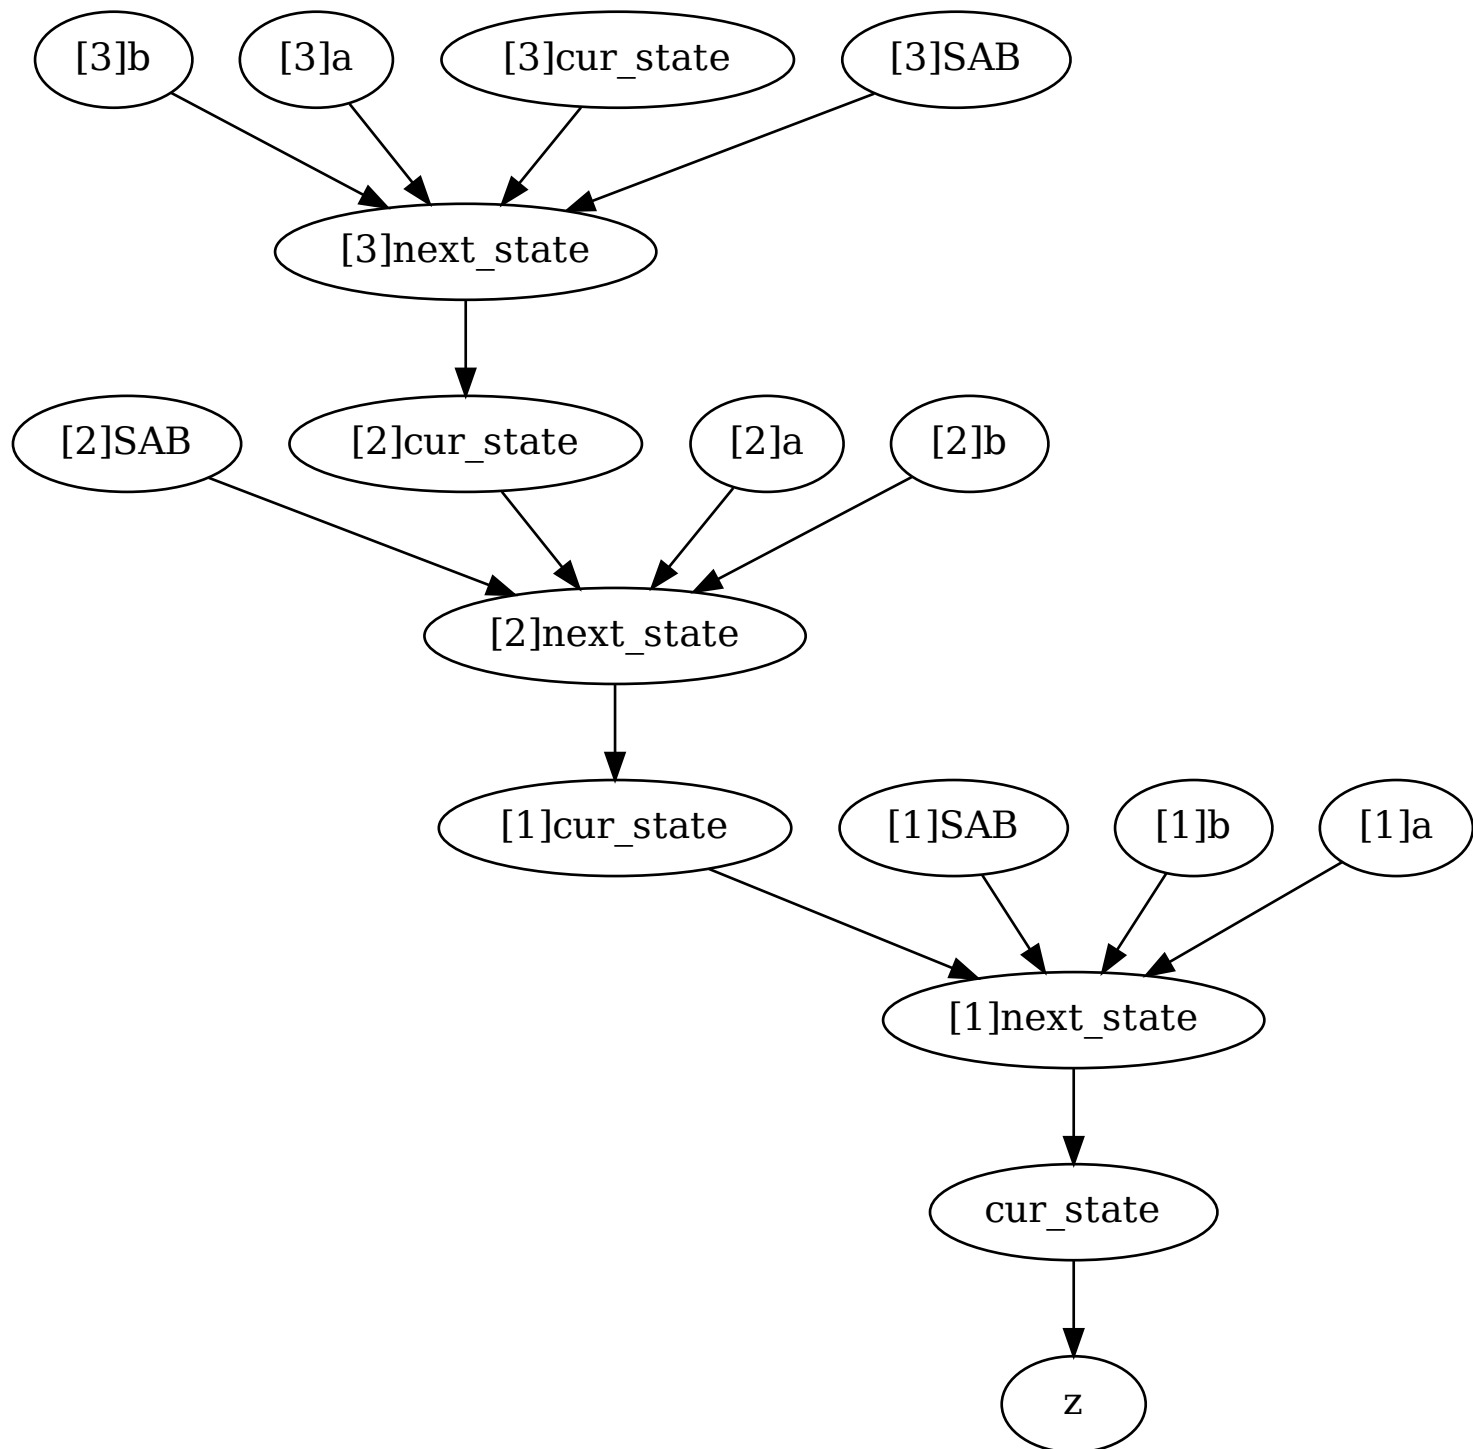 [3]b
[3]a
[3]cur_state
[3]SAB
[3]next_state
[2]SAB
[2]cur_state
[2]a
[2]b
[2]next_state
[1]cur_state
[1]SAB
[1]b
[1]a
[1]next_state
cur_state
z